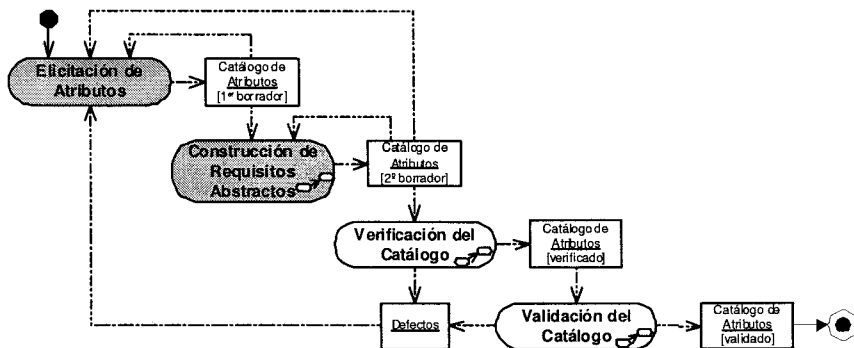 Elicitación de
Atributos
Catálogo de
Atributos
[1er borrador]
Construcción de
Requisitos
Abstractos
Catálogo de
Atributos
[2º borrador]
Verificación del
Catálogo
Catálogo de
Atributos
[verificado]
Defectos
Validación del
Catálogo
Catálogo de
Atributos
[validado]